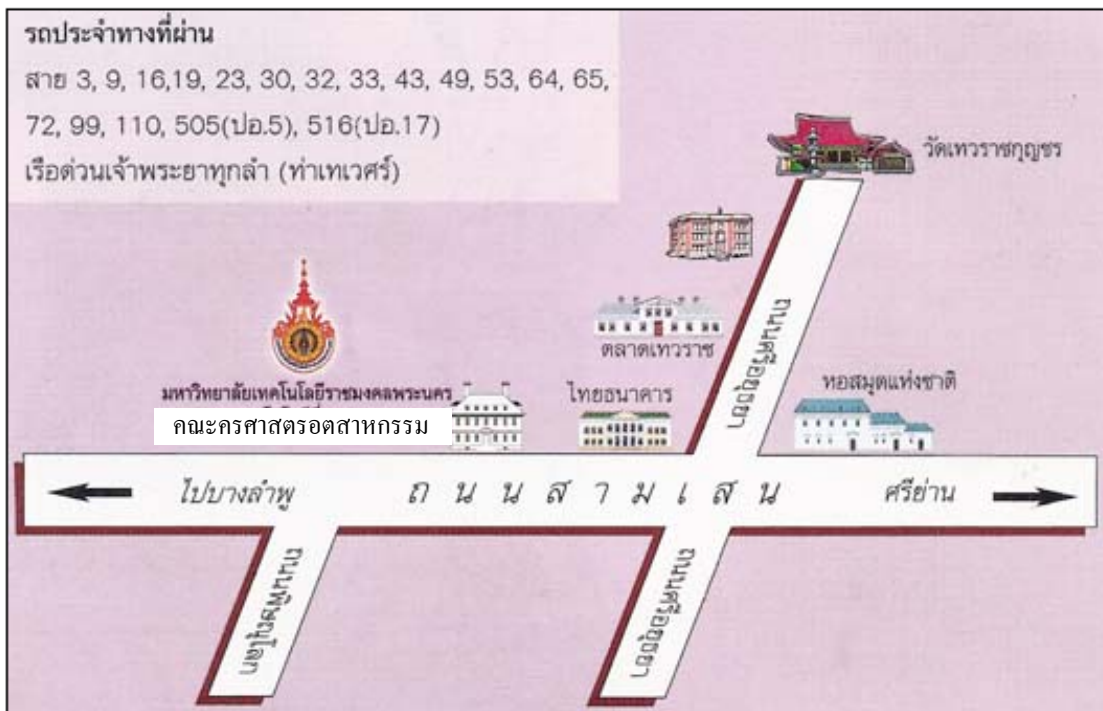 รถประจำทางที่ผ่าน
สาย 3, 9, 16,19, 23, 30, 32, 33, 43, 49, 53, 64, 65,
72, 99, 110, 505(ปอ.5), 516(ปอ.17)
เรือด่วนเจ้าพระยาทุกลำ (ท่าเทเวศร์)
วัดเทวราชกุญชร
ถนนศรีอยุธยา
ตลาดเทวราช
มหาวิทยาลัยเทคโนโลยีราชมงคลพระนคร
ไทยธนาคาร
หอสมุดแห่งชาติ
คณะครุศาสตร์อุตสาหกรรม
ไปบางลำพู
ถนนสามเสน
ศรีย่าน
ถนนพิษณุโลก
ถนนศรีอยุธยา